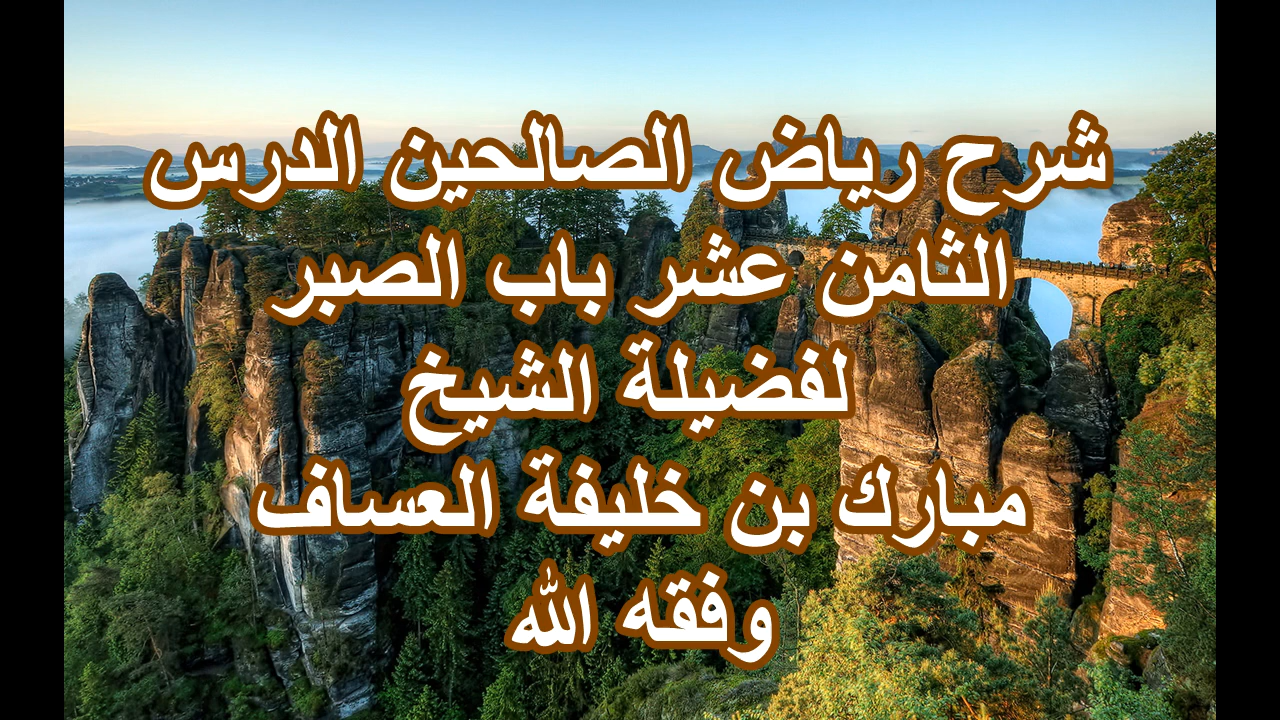 شرح رياض الصالحين الدرس
الثامن عشر باب الصبر
لفضيلة الشيخ
مبارك بن خليفة العساف
وفقه الله